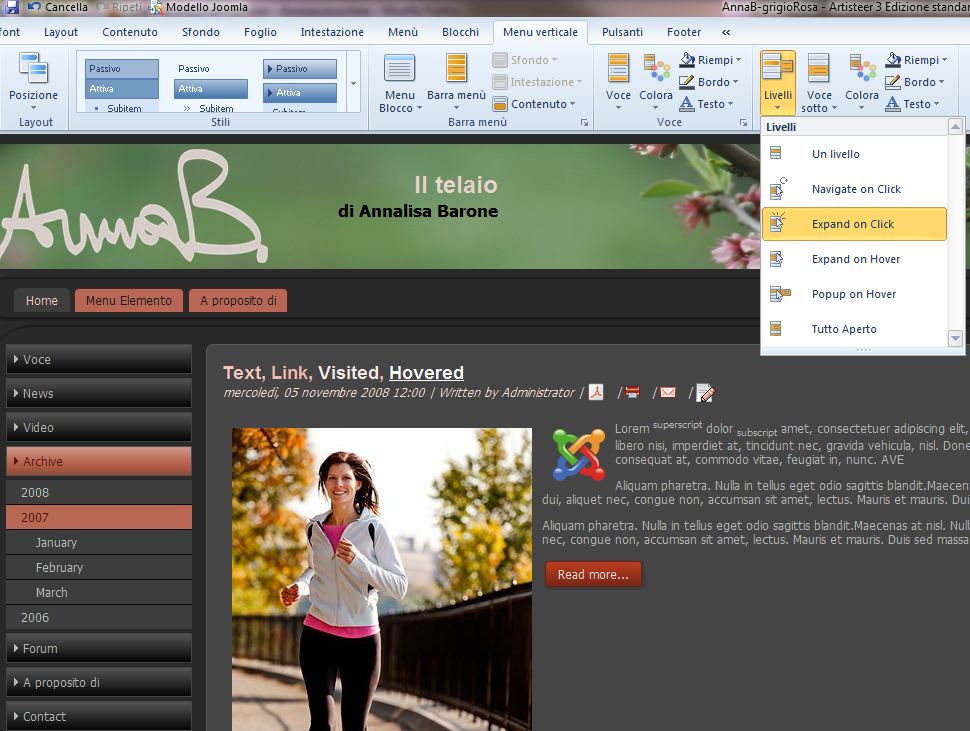 Cancella Ripeti Modello Joomla AnnaB-grigioRosa - Artisteer 3 Edizione standar
font Layout Contenuto Sfondo Foglio Intestazione Menù Blocchi Menu verticale Pulsanti Footer «
Posizione
Layout
Passivo
Attiva
Subitem
Passivo
Attiva
» Subitem
Passivo
Attiva
Stili
Menu
Blocco
Barra menù
Sfondo
Intestazione
Contenuto
Barra menù
Voce
Colora
Riempi
Bordo
Testo
Voce
Livelli
Voce
sotto
Colora
Riempi
Bordo
Testo
Livelli
Un livello
Navigate on Click
Expand on Click
Expand on Hover
Popup on Hover
Tutto Aperto
AnnaB.
Il telaio
di Annalisa Barone
Home Menu Elemento A proposito di
Voce
News
Video
Archive
2008
2007
January
February
March
2006
Forum
A proposito di
Contact
Text, Link, Visited, Hovered
mercoledì, 05 novembre 2008 12:00 | Written by Administrator / / / /
Lorem superscript dolor subscript amet, consectetuer adipiscing elit,
libero nisi, imperdiet at, tincidunt nec, gravida vehicula, nisl. Done
consequat at, commodo vitae, feugiat in, nunc. AVE
Aliquam pharetra. Nulla in tellus eget odio sagittis blandit.Maecen
dui, aliquet nec, congue non, accumsan sit amet, lectus. Mauris et mauris. Dui
Aliquam pharetra. Nulla in tellus eget odio sagittis blandit.Maecenas at nisl. Null
nec, congue non, accumsan sit amet, lectus. Mauris et mauris. Duis sed massa
Read more...